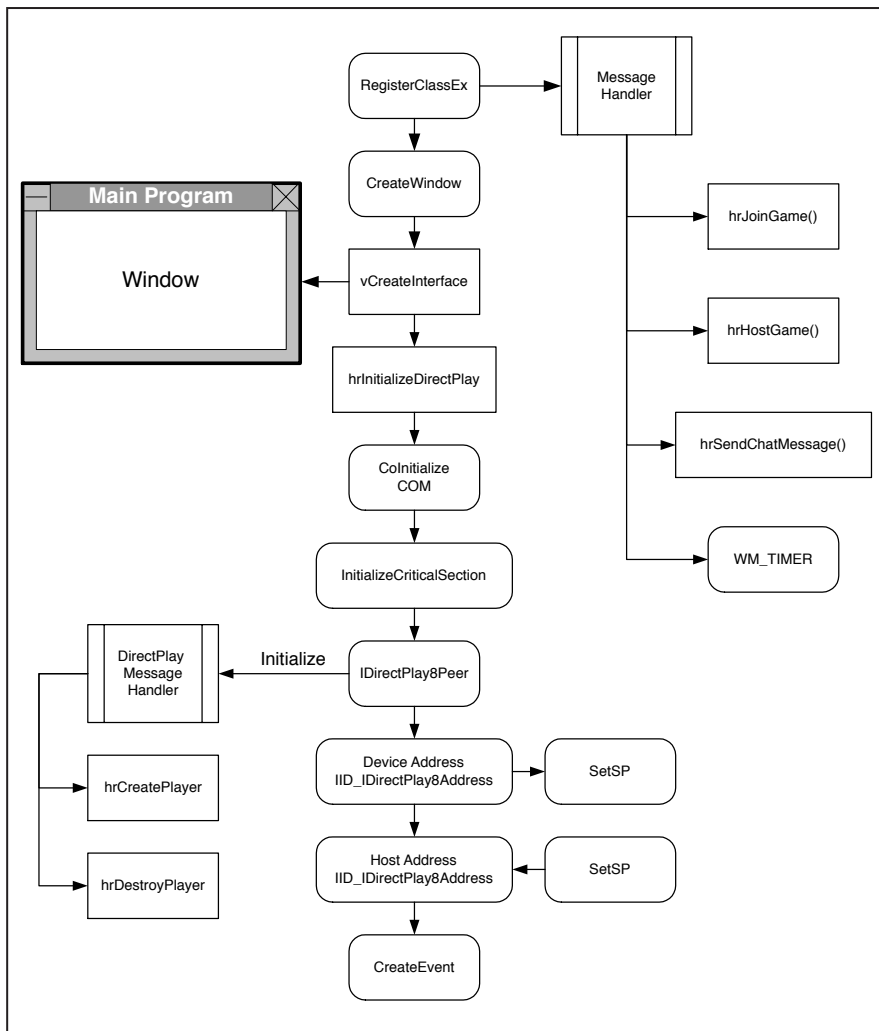 RegisterClassEx
Message
Handler
CreateWindow
Main Program
Window
vCreateInterface
hrJoinGame()
hrHostGame()
hrInitializeDirectPlay
hrSendChatMessage()
CoInitialize
COM
WM_TIMER
InitializeCriticalSection
DirectPlay
Message
Handler
Initialize
IDirectPlay8Peer
Device Address
IID_IDirectPlay8Address
SetSP
hrCreatePlayer
Host Address
IID_IDirectPlay8Address
SetSP
hrDestroyPlayer
CreateEvent